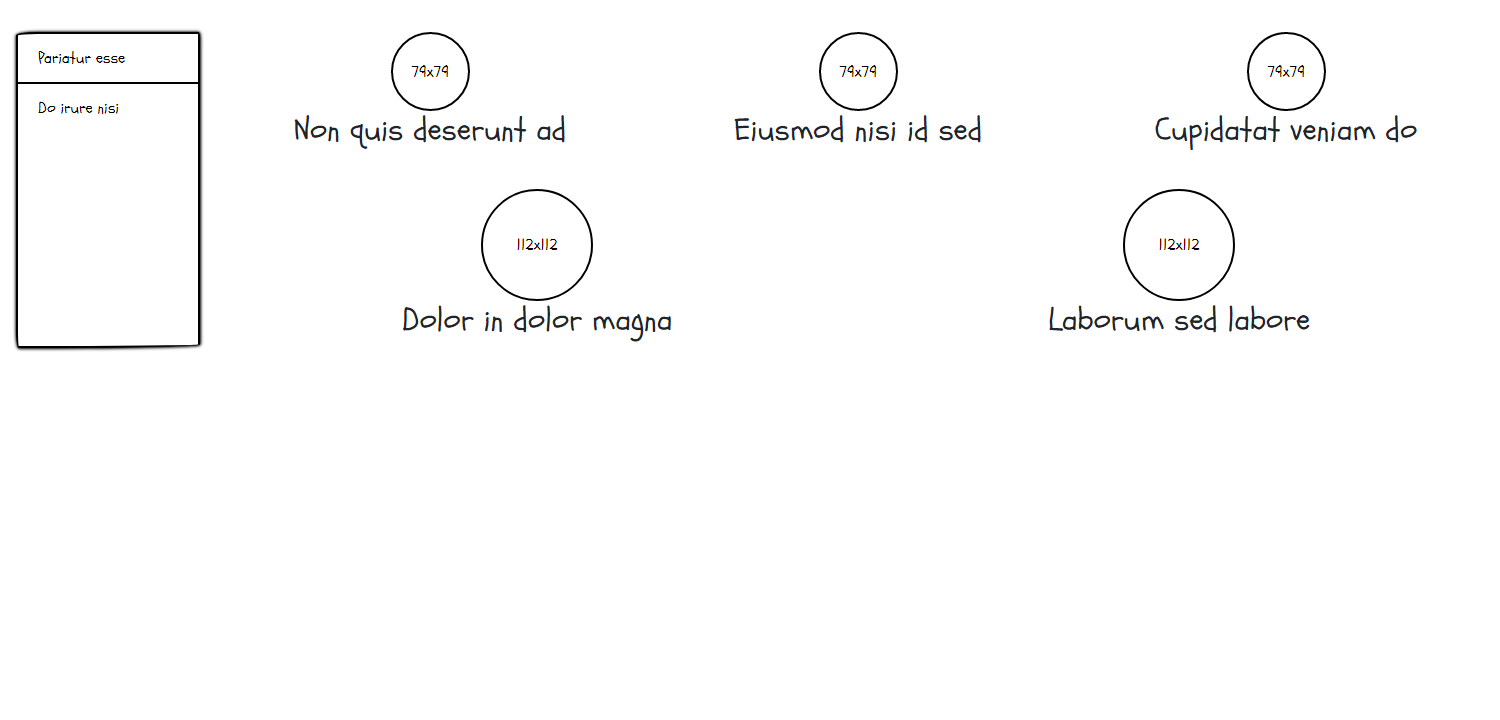 Pariatur esse
Do irure nisi
79x79
Non quis deserunt ad
79x79
Eiusmod nisi id sed
79x79
Cupidatat veniam do
112x112
Dolor in dolor magna
112x112
Laborum sed labore